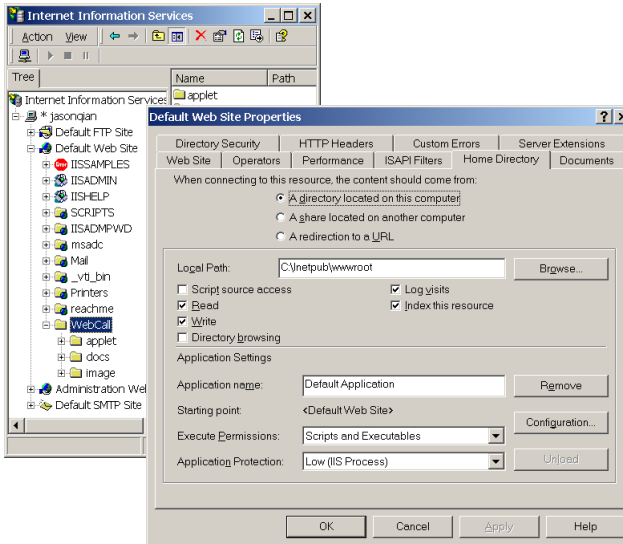 Internet Information Services
Action View
Tree
Name Path
Internet Information Services
applet
* jasonqian
Default FTP Site
Default Web Site
IISSAMPLES
IISADMIN
IISHELP
SCRIPTS
IISADMPWD
msadc
Mail
_vti_bin
Printers
reachme
WebCall
applet
docs
image
Administration Wel
Default SMTP Site
Default Web Site Properties
Directory Security HTTP Headers Custom Errors Server Extensions
Web Site Operators Performance ISAPI Filters Home Directory Documents
When connecting to this resource, the content should come from:
A directory located on this computer
A share located on another computer
A redirection to a URL
Local Path: C:\Inetpub\wwwroot Browse...
Script source access Log visits
Read Index this resource
Write
Directory browsing
Application Settings
Application name: Default Application Remove
Starting point: <Default Web Site>
Configuration...
Execute Permissions: Scripts and Executables
Application Protection: Low (IIS Process) Unload
OK Cancel Apply Help